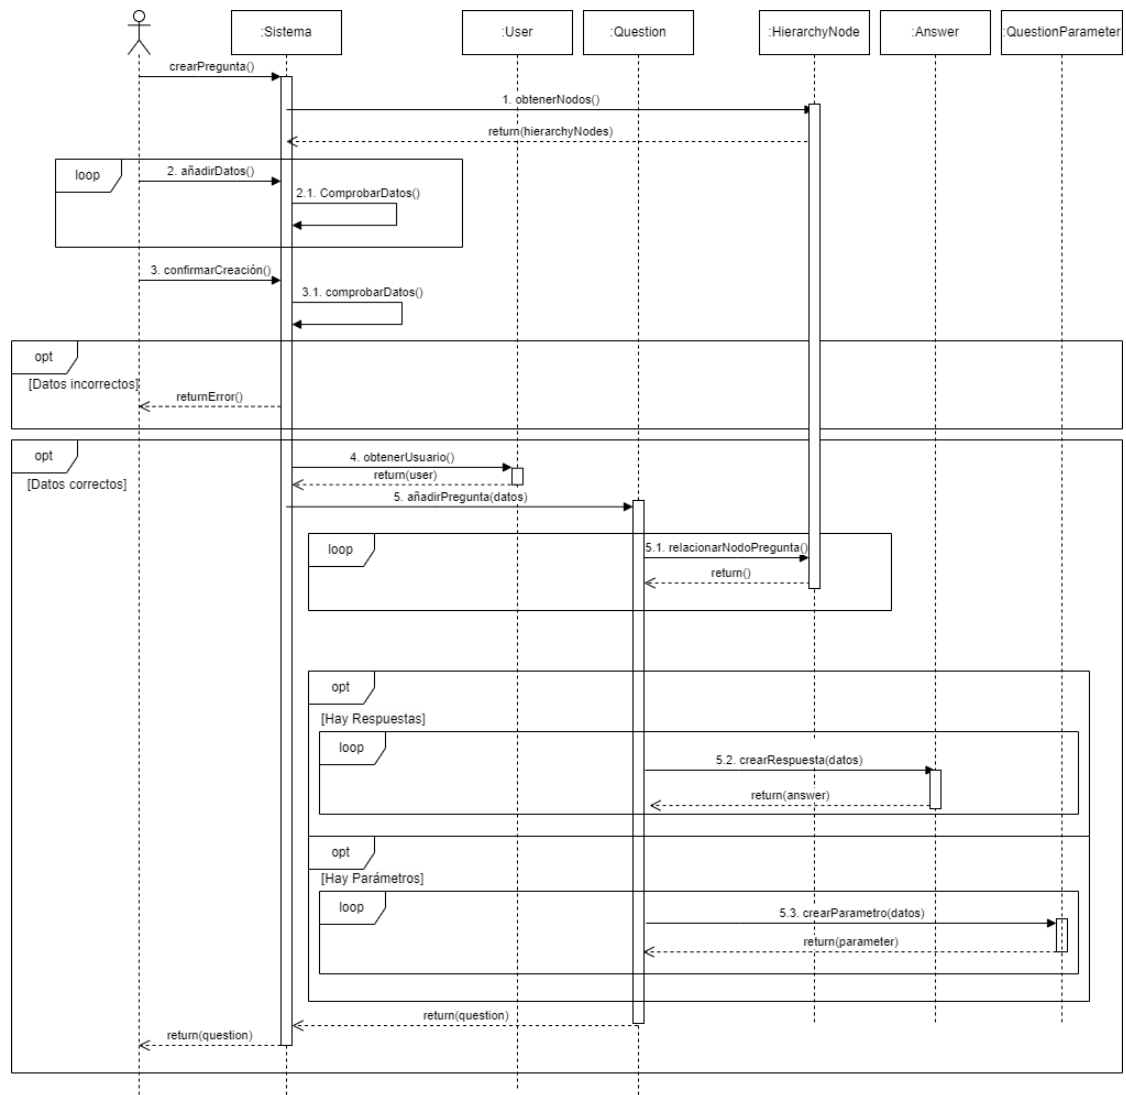 :Sistema
:User
:Question
:HierarchyNode
:Answer
:QuestionParameter
crearPregunta()
1. obtenerNodos()
return(hierarchyNodes)
loop
2. añadirDatos()
2.1. ComprobarDatos()
3. confirmarCreación()
3.1. comprobarDatos()
opt
[Datos incorrectos]
returnError()
opt
[Datos correctos]
4. obtenerUsuario()
return(user)
5. añadirPregunta(datos)
loop
5.1. relacionarNodoPregunta()
return()
opt
[Hay Respuestas]
loop
5.2. crearRespuesta(datos)
return(answer)
opt
[Hay Parámetros]
loop
5.3. crearParametro(datos)
return(parameter)
return(question)
return(question)